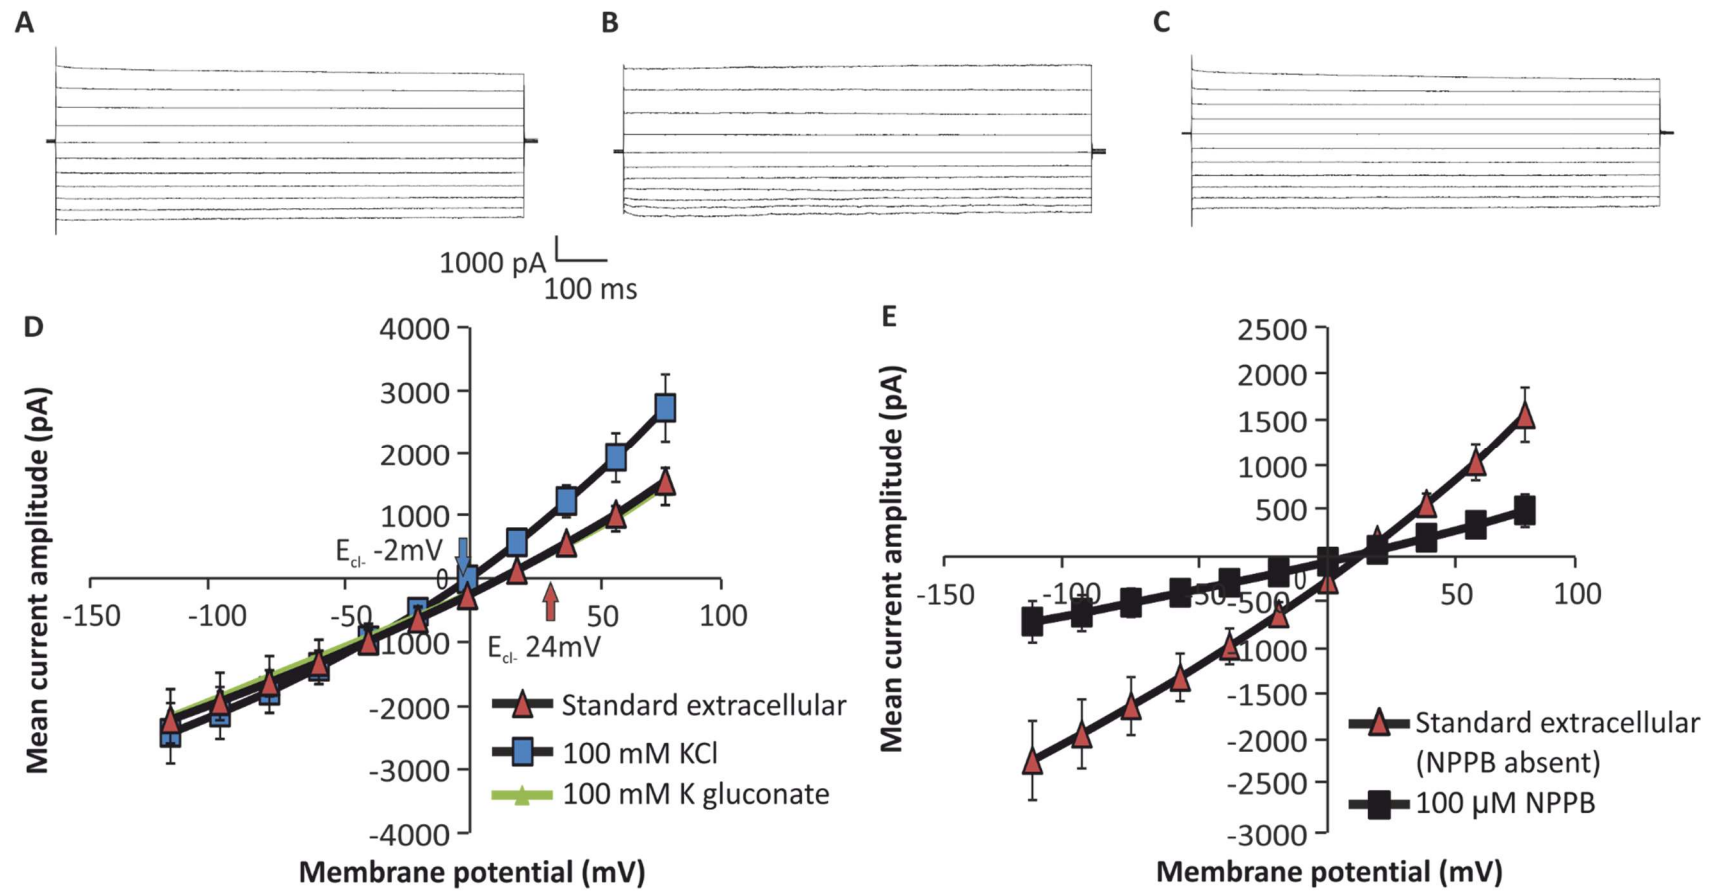 A
B
C
1000 pA
100 ms
D
Mean current amplitude (pA)
4000
3000
2000
1000
0
-1000
-2000
-3000
-4000
-150
-100
-50
50
100
Ecl- -2mV
Ecl- 24mV
Standard extracellular
100 mM KCl
100 mM K gluconate
Membrane potential (mV)
E
Mean current amplitude (pA)
2500
2000
1500
1000
500
0
-500
-1000
-1500
-2000
-2500
-3000
-150
-100
-50
50
100
Standard extracellular
(NPPB absent)
100 µM NPPB
Membrane potential (mV)